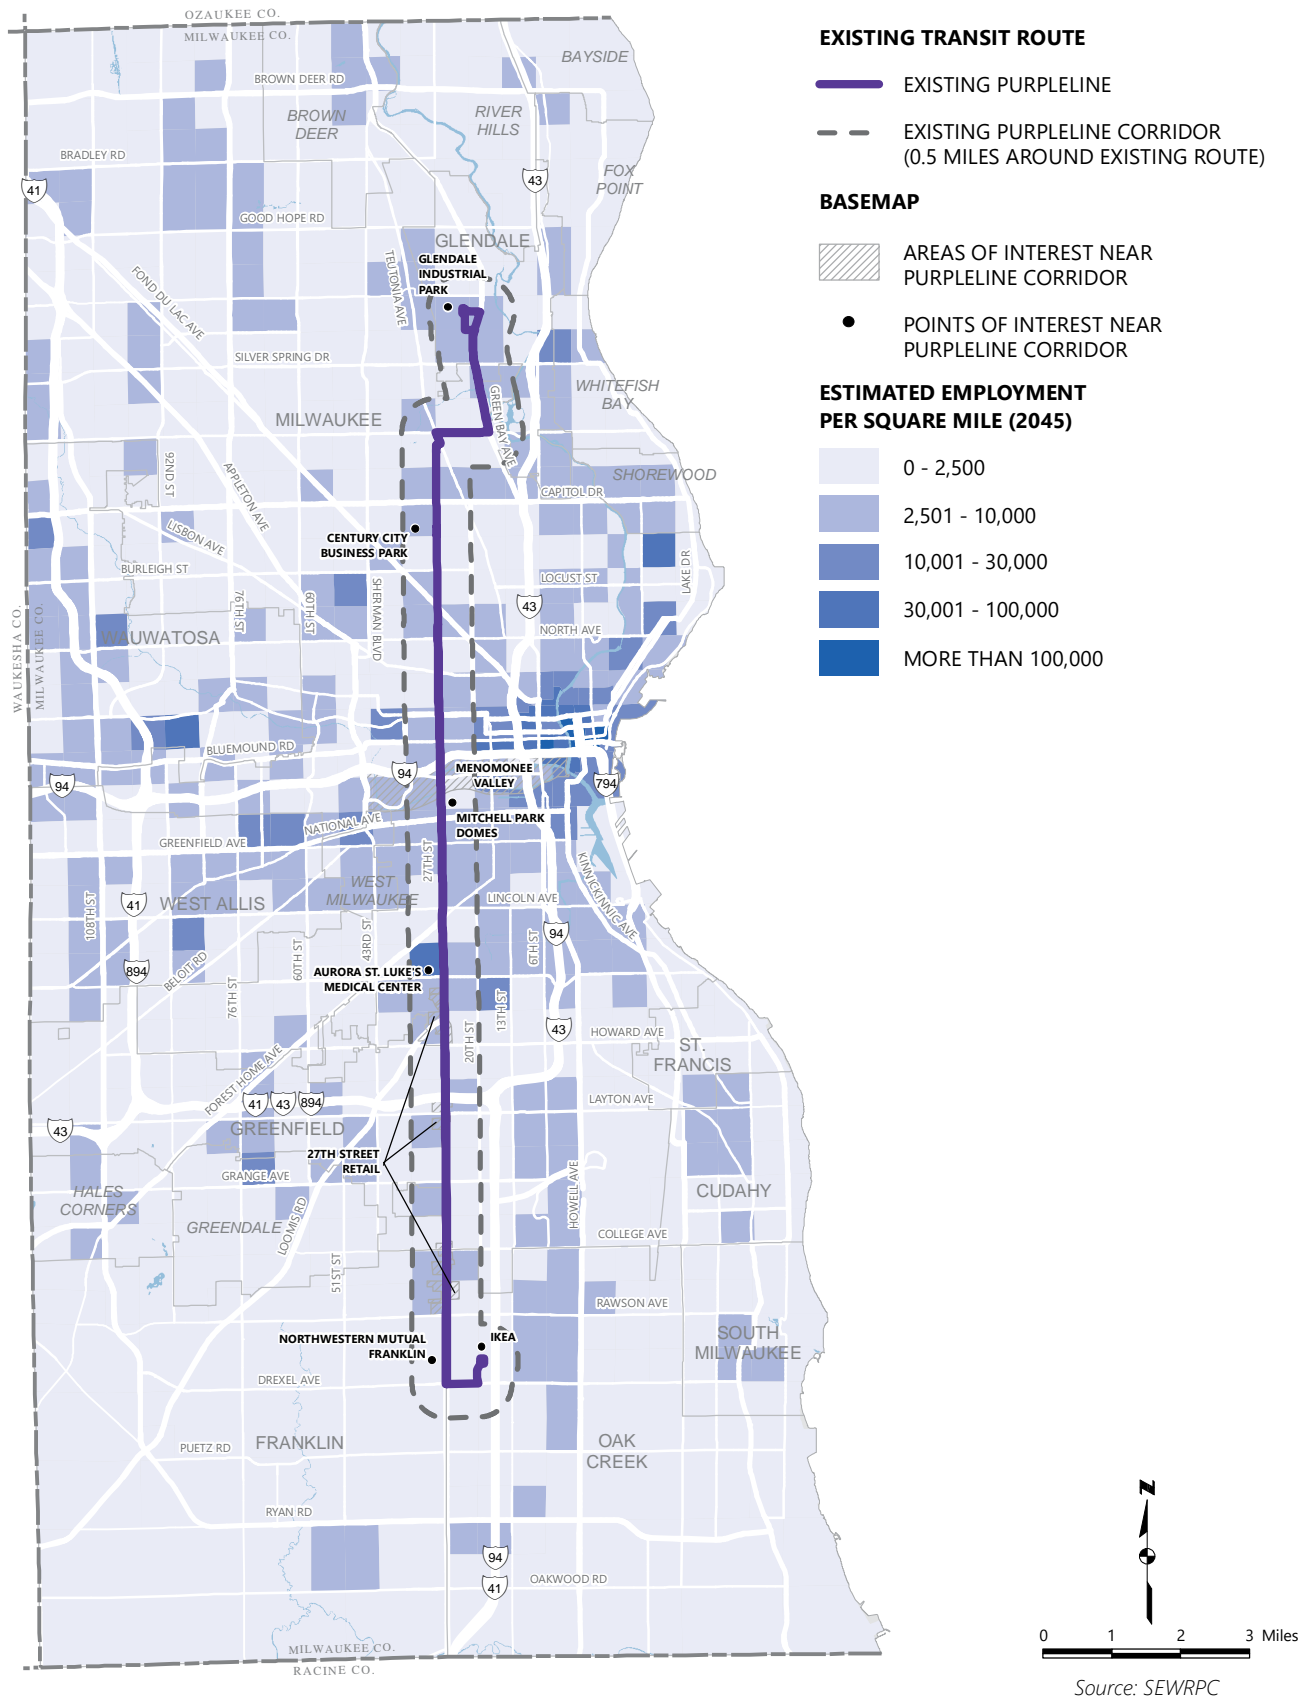 OZAUKEE CO.
MILWAUKEE CO.
BAYSIDE
BROWN DEER RD
BROWN
DEER
RIVER
HILLS
BRADLEY RD
FOX
POINT
41
43
GOOD HOPE RD
GLENDALE
GLENDALE
INDUSTRIAL
PARK
TEUTONIA AVE
FOND DU LAC AVE
SILVER SPRING DR
WHITEFISH
BAY
GREEN BAY AVE
MILWAUKEE
92ND ST
APPLETON AVE
SHOREWOOD
CAPITOL DR
LISBON AVE
CENTURY CITY
BUSINESS PARK
BURLEIGH ST
LOCUST ST
LAKE DR
76TH ST
60TH ST
SHERMAN BLVD
43
NORTH AVE
WAUWATOSA
WAUKESHA CO.
MILWAUKEE CO.
BLUEMOUND RD
94
94
MENOMONEE
VALLEY
794
MITCHELL PARK
DOMES
NATIONAL AVE
GREENFIELD AVE
27TH ST
KINNICKINNIC AVE
WEST
MILWAUKEE
WEST ALLIS
41
LINCOLN AVE
108TH ST
43RD ST
94
6TH ST
60TH ST
BELOIT RD
894
76TH ST
AURORA ST. LUKE'S
MEDICAL CENTER
13TH ST
20TH ST
43
HOWARD AVE
ST.
FRANCIS
FOREST HOME AVE
41
43
894
LAYTON AVE
43
GREENFIELD
27TH STREET
RETAIL
GRANGE AVE
HALES
CORNERS
GREENDALE
LOOMIS RD
HOWELL AVE
CUDAHY
COLLEGE AVE
51ST ST
RAWSON AVE
NORTHWESTERN MUTUAL
FRANKLIN
IKEA
SOUTH
MILWAUKEE
DREXEL AVE
PUETZ RD
FRANKLIN
OAK
CREEK
RYAN RD
94
41
OAKWOOD RD
MILWAUKEE CO.
RACINE CO.
EXISTING TRANSIT ROUTE
EXISTING PURPLELINE
EXISTING PURPLELINE CORRIDOR
(0.5 MILES AROUND EXISTING ROUTE)
BASEMAP
AREAS OF INTEREST NEAR
PURPLELINE CORRIDOR
POINTS OF INTEREST NEAR
PURPLELINE CORRIDOR
ESTIMATED EMPLOYMENT
PER SQUARE MILE (2045)
0 - 2,500
2,501 - 10,000
10,001 - 30,000
30,001 - 100,000
MORE THAN 100,000
N
0 1 2 3 Miles
Source: SEWRPC